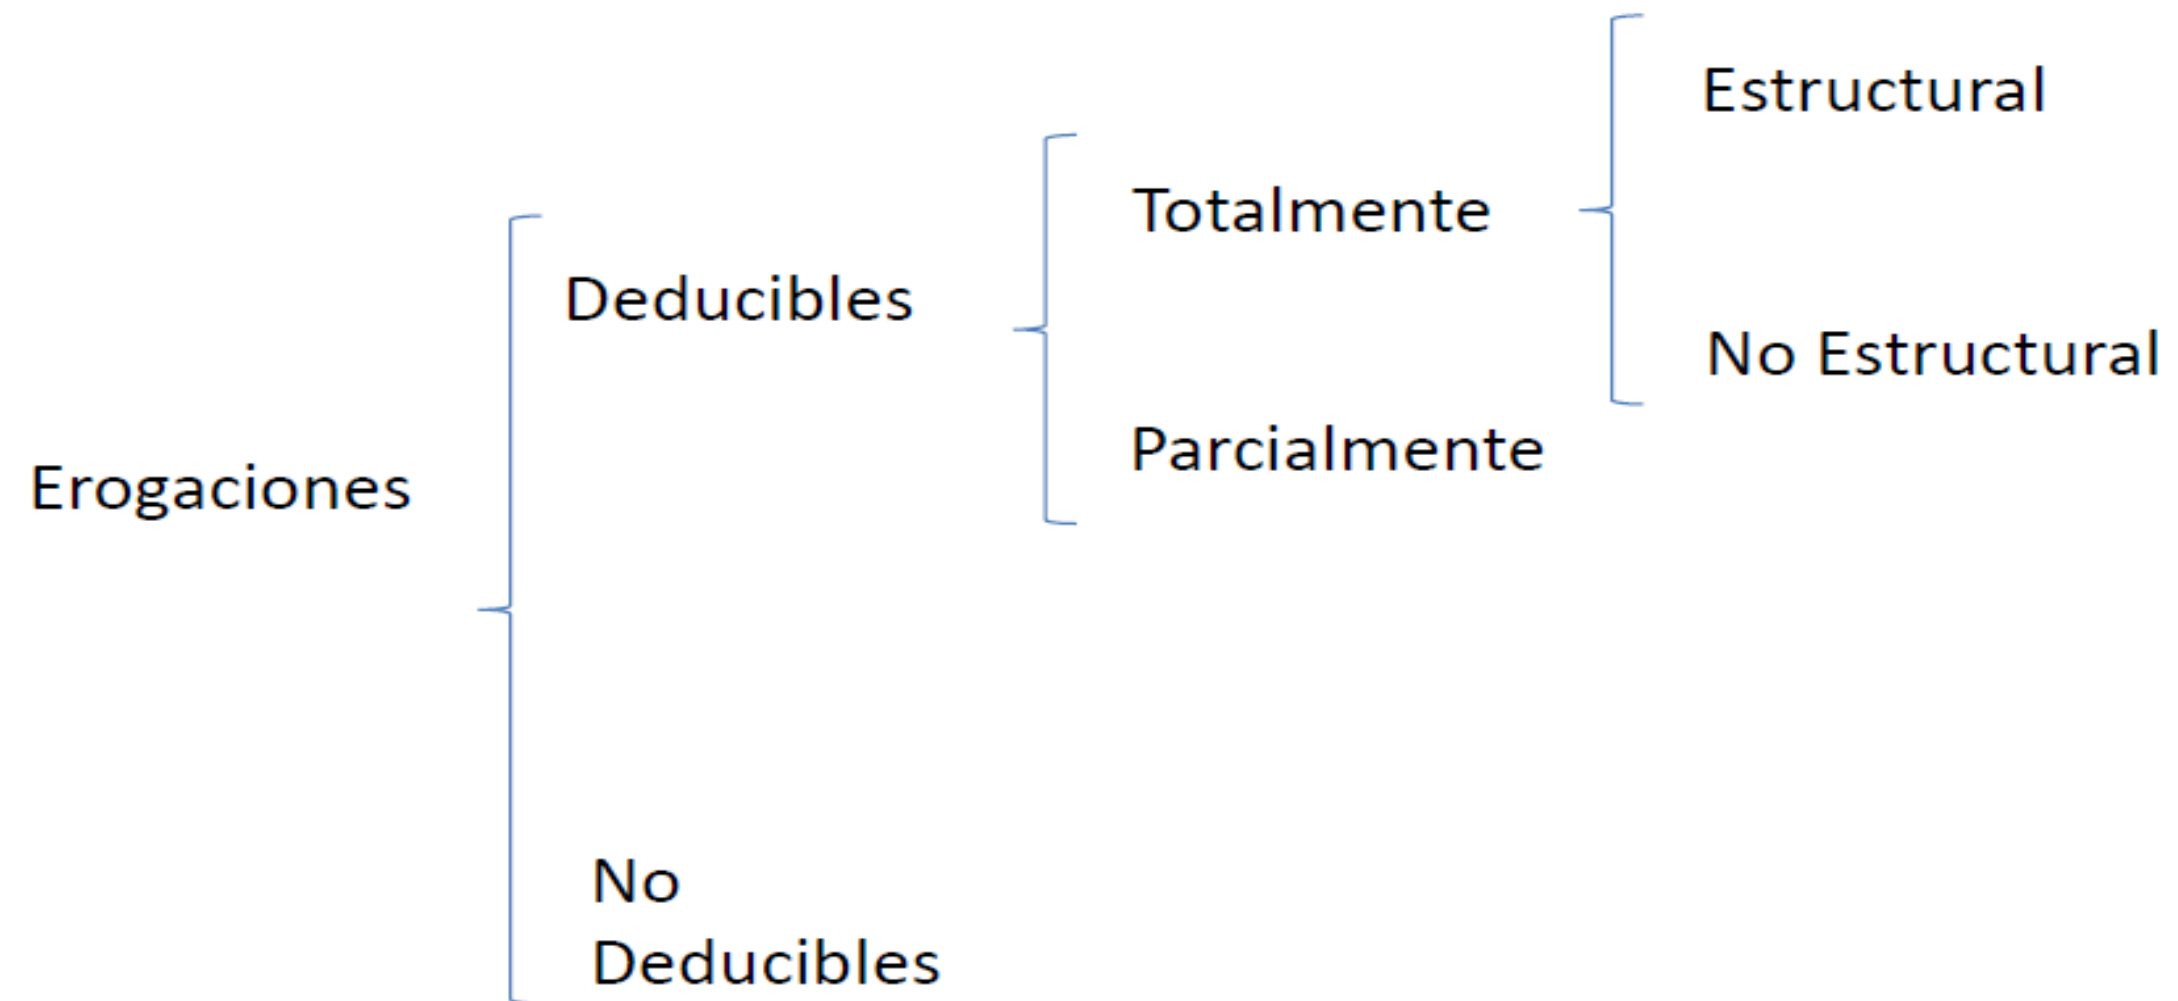 Erogaciones
Deducibles
No
Deducibles
Totalmente
Parcialmente
Estructural
No Estructural